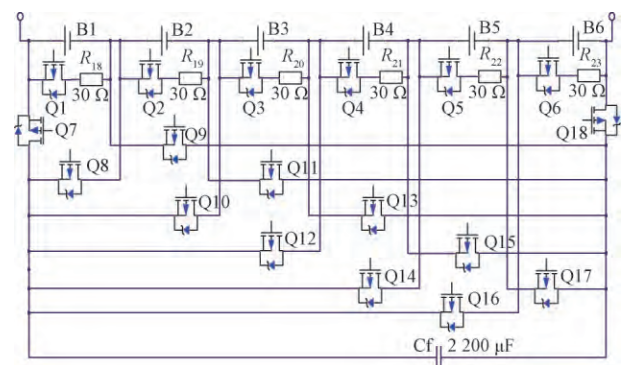 B1 B2 B3 B4 B5 B6
R18 R19 R20 R21 R22 R23
30 Ω 30 Ω 30 Ω 30 Ω 30 Ω 30 Ω
Q1 Q2 Q3 Q4 Q5 Q6
Q7 Q9 Q18
Q8 Q11
Q10 Q13
Q12 Q15
Q14 Q16 Q17
Cf 2 200 μF